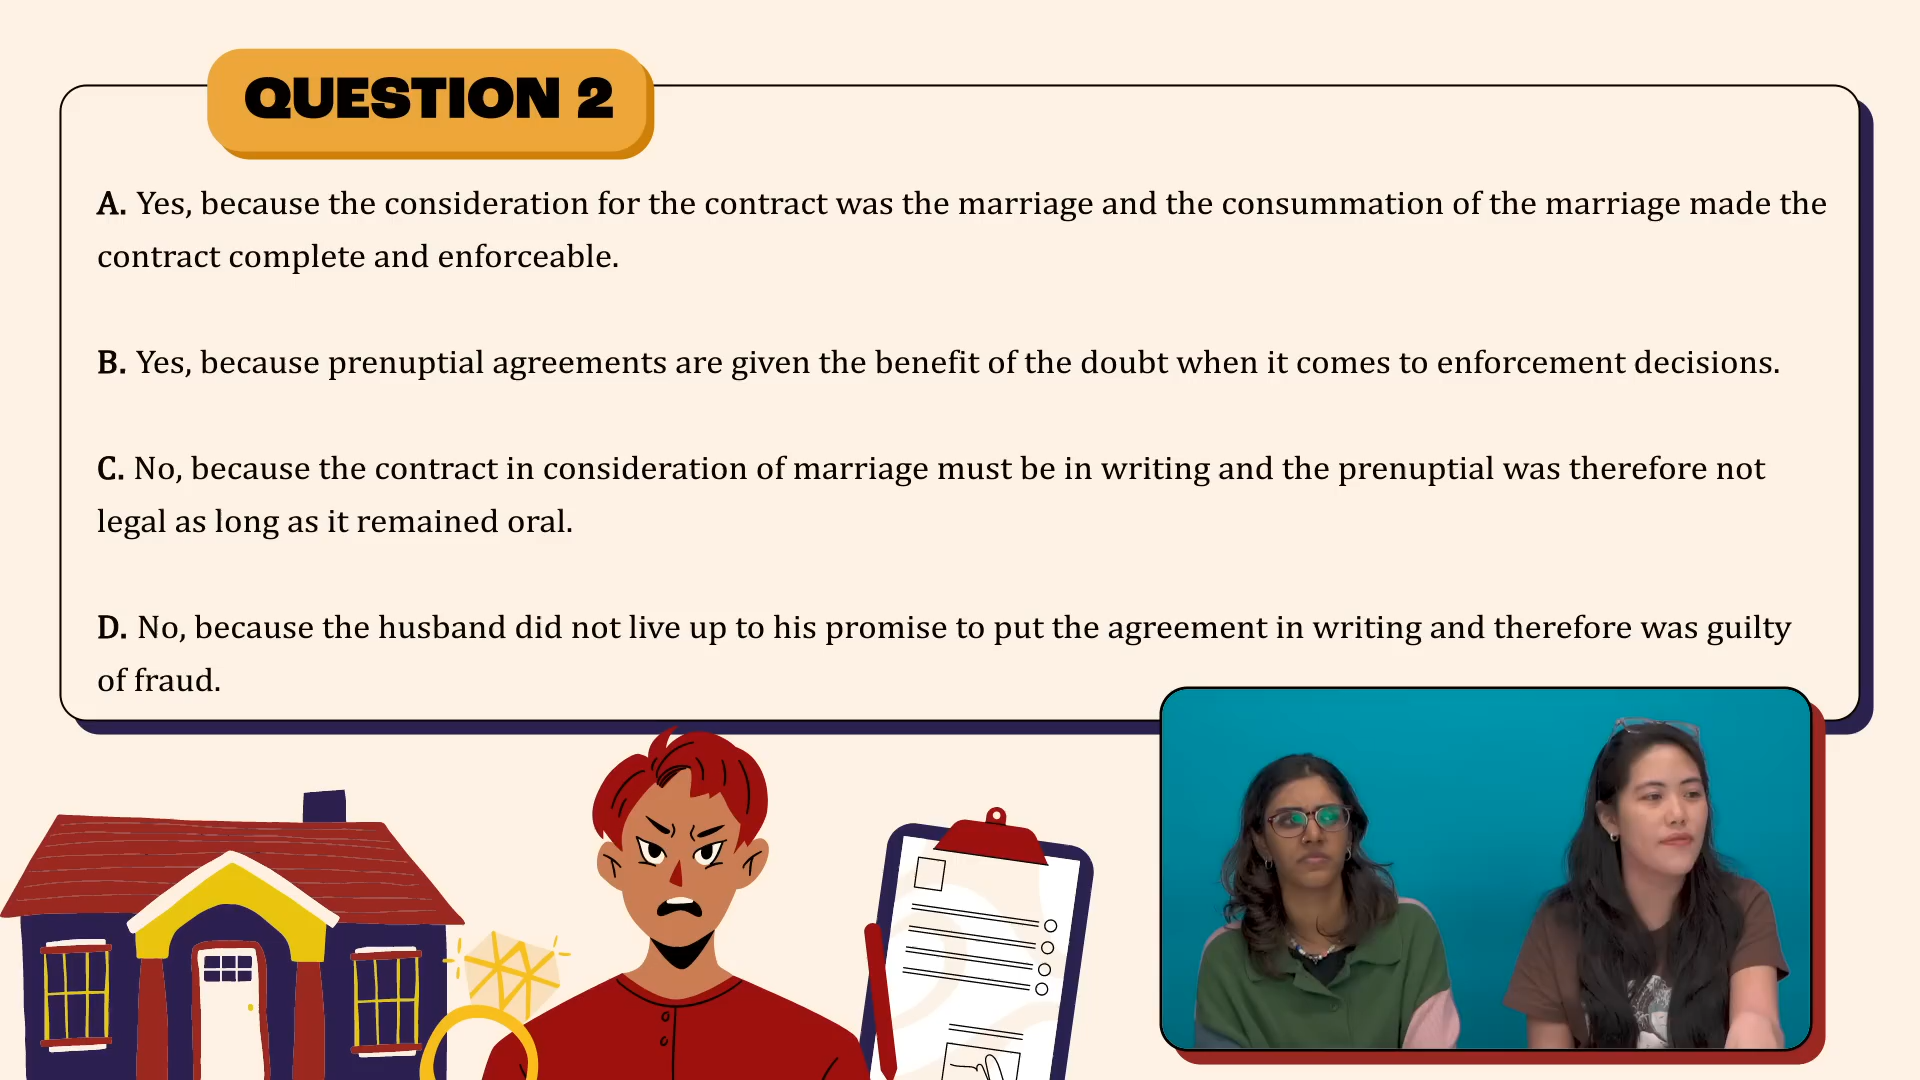 QUESTION 2
A. Yes, because the consideration for the contract was the marriage and the consummation of the marriage made the
contract complete and enforceable.
B. Yes, because prenuptial agreements are given the benefit of the doubt when it comes to enforcement decisions.
C. No, because the contract in consideration of marriage must be in writing and the prenuptial was therefore not
legal as long as it remained oral.
D. No, because the husband did not live up to his promise to put the agreement in writing and therefore was guilty
of fraud.